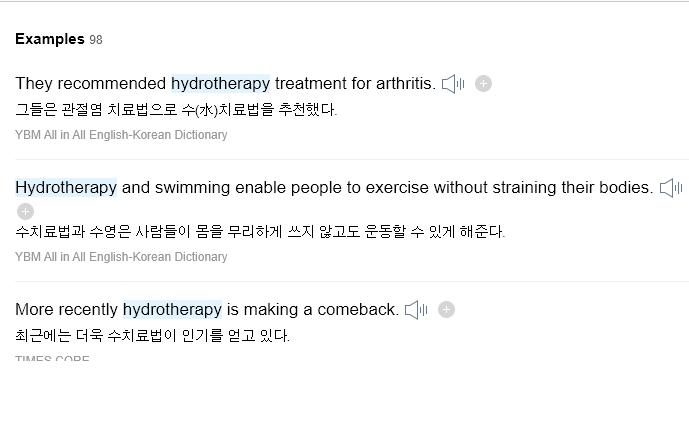 Examples 98
They recommended hydrotherapy treatment for arthritis.
그들은 관절염 치료법으로 수(水)치료법을 추천했다.
YBM All in All English-Korean Dictionary
Hydrotherapy and swimming enable people to exercise without straining their bodies.
수치료법과 수영은 사람들이 몸을 무리하게 쓰지 않고도 운동할 수 있게 해준다.
YBM All in All English-Korean Dictionary
More recently hydrotherapy is making a comeback.
최근에는 더욱 수치료법이 인기를 얻고 있다.
TIMES CORE